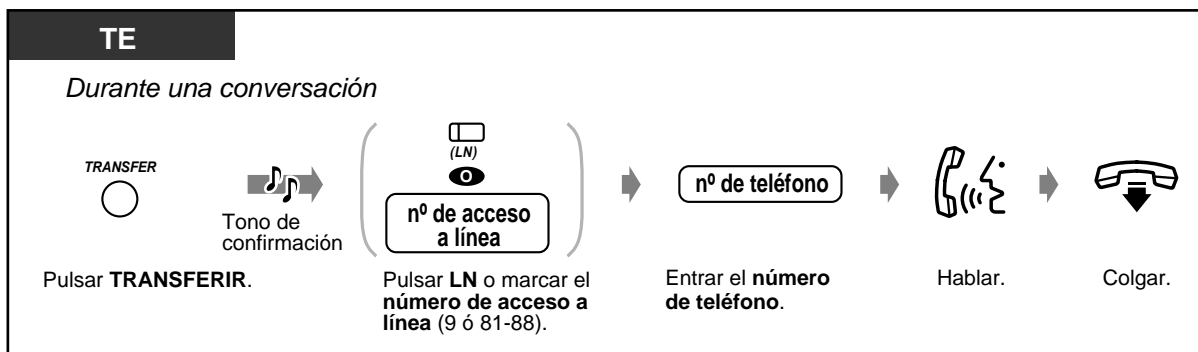 TE
Durante una conversación
TRANSFER
Tono de
confirmación
Pulsar TRANSFERIR.
(LN)
O
nº de acceso
a línea
Pulsar LN o marcar el
número de acceso a
línea (9 ó 81-88).
nº de teléfono
Entrar el número
de teléfono.
Hablar.
Colgar.